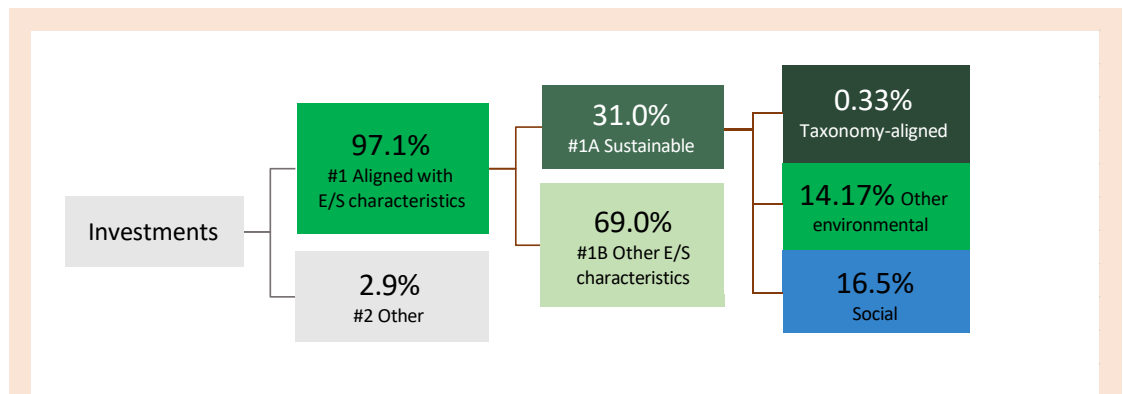 Investments
97.1%
#1 Aligned with
E/S characteristics
2.9%
#2 Other
31.0%
#1A Sustainable
69.0%
#1B Other E/S
characteristics
0.33%
Taxonomy-aligned
14.17% Other
environmental
16.5%
Social